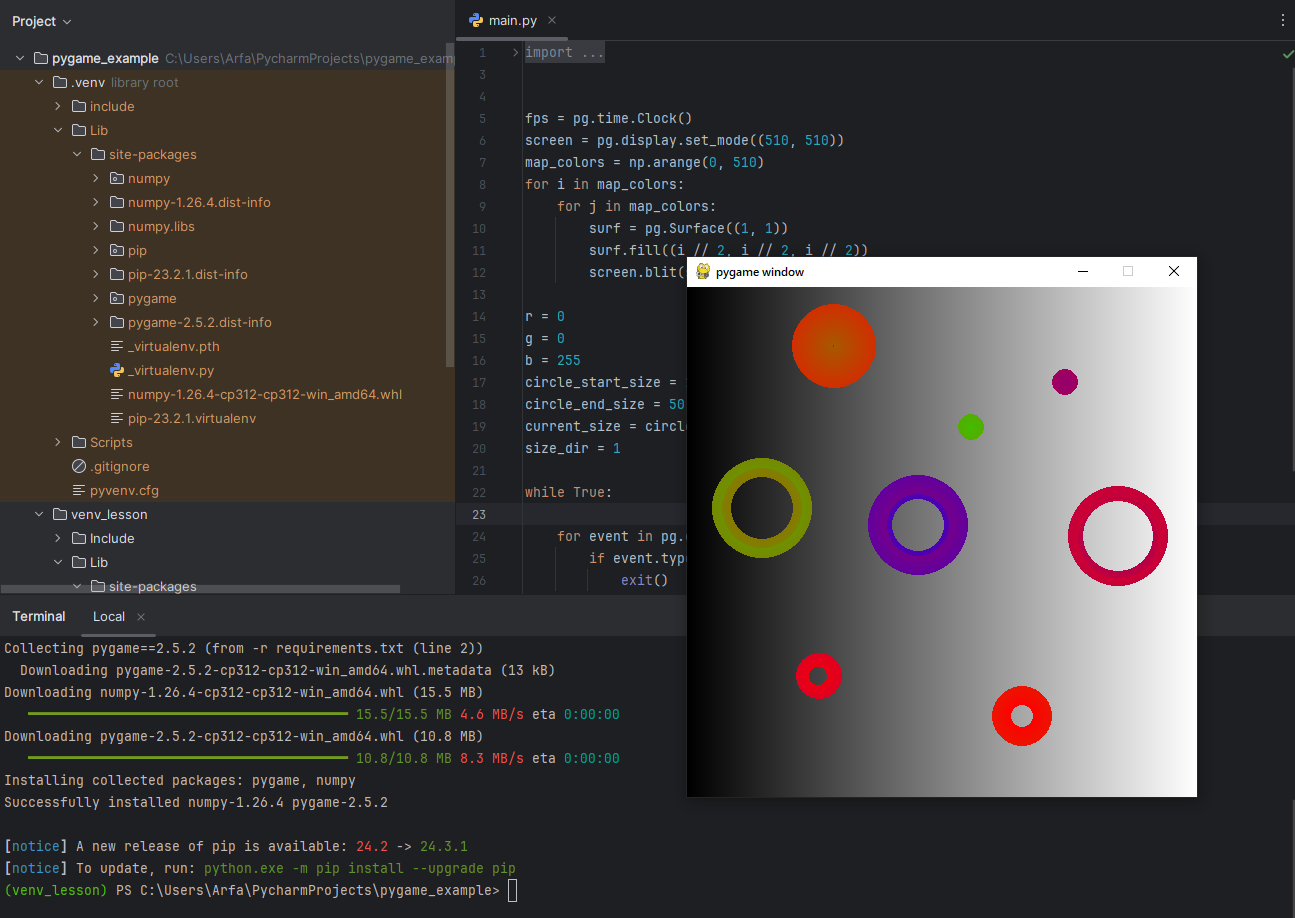 Project
pygame_example C:\Users\Arfa\PycharmProjects\pygame_exam
.venv library root
include
Lib
site-packages
numpy
numpy-1.26.4.dist-info
numpy.libs
pip
pip-23.2.1.dist-info
pygame
pygame-2.5.2.dist-info
_virtualenv.pth
_virtualenv.py
numpy-1.26.4-cp312-cp312-win_amd64.whl
pip-23.2.1.virtualenv
Scripts
.gitignore
pyvenv.cfg
venv_lesson
Include
Lib
site-packages
main.py
1 import ...
3
4
5 fps = pg.time.Clock()
6 screen = pg.display.set_mode((510, 510))
7 map_colors = np.arange(0, 510)
8 for i in map_colors:
9 for j in map_colors:
10 surf = pg.Surface((1, 1))
11 surf.fill((i // 2, i // 2, i // 2))
12 screen.blit(
13
14 r = 0
15 g = 0
16 b = 255
17 circle_start_size =
18 circle_end_size = 50
19 current_size = circle
20 size_dir = 1
21
22 while True:
23
24 for event in pg.
25 if event.typ
26 exit()
pygame window
Terminal Local
Collecting pygame==2.5.2 (from -r requirements.txt (line 2))
Downloading pygame-2.5.2-cp312-cp312-win_amd64.whl.metadata (13 kB)
Downloading numpy-1.26.4-cp312-cp312-win_amd64.whl (15.5 MB)
15.5/15.5 MB 4.6 MB/s eta 0:00:00
Downloading pygame-2.5.2-cp312-cp312-win_amd64.whl (10.8 MB)
10.8/10.8 MB 8.3 MB/s eta 0:00:00
Installing collected packages: pygame, numpy
Successfully installed numpy-1.26.4 pygame-2.5.2
[notice] A new release of pip is available: 24.2 -> 24.3.1
[notice] To update, run: python.exe -m pip install --upgrade pip
(venv_lesson) PS C:\Users\Arfa\PycharmProjects\pygame_example>